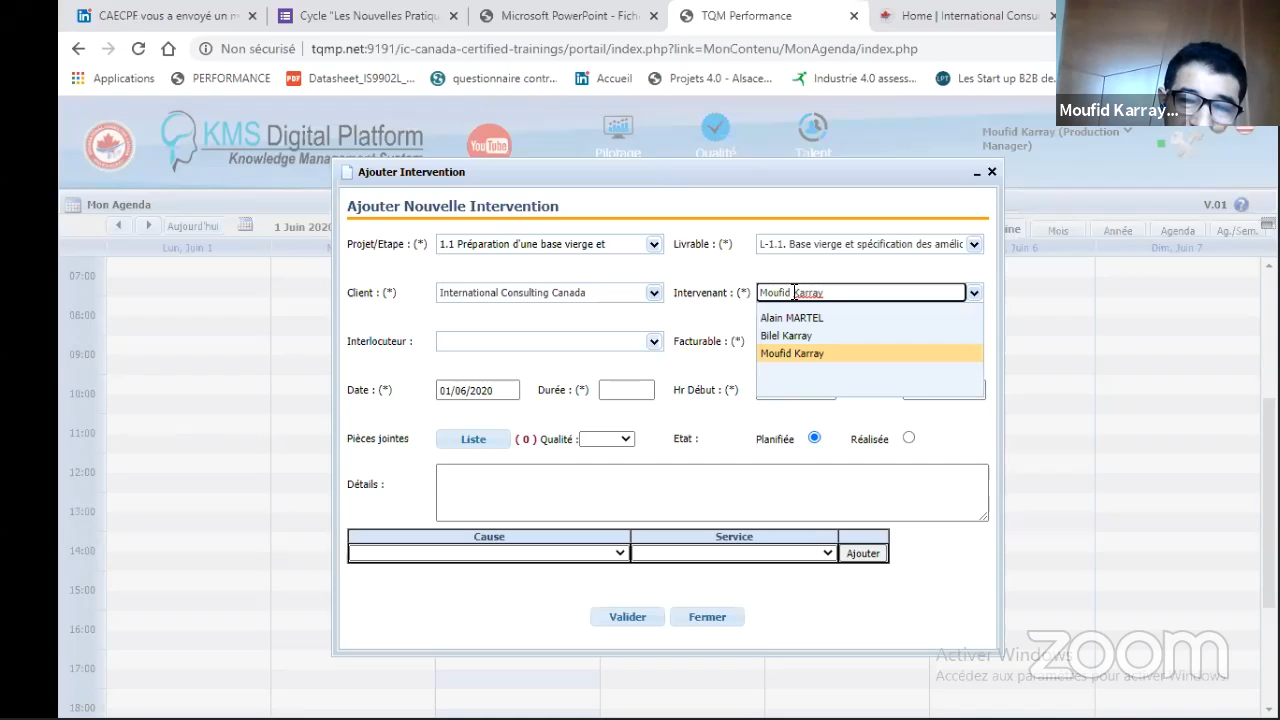 CAECPF vous a envoyé un m
Cycle "Les Nouvelles Pratiqu
Microsoft PowerPoint - Fich
TQM Performance
Home | International Consu
Non sécurisé
tqmp.net:9191/ic-canada-certified-trainings/portail/index.php?link=MonContenu/MonAgenda/index.php
Applications
PERFORMANCE
PDF
Datasheet_IS9902L_...
questionnaire contr...
Accueil
Projets 4.0 - Alsace...
Industrie 4.0 assess...
LPT
Les Start up B2B de...
Moufid Karray...
KMS Digital Platform
Knowledge Management System
You Tube
Pilotage
Qualité
Talent
Moufid Karray (Production
Manager)
Mon Agenda
V.01
Aujourd'hui
1 Juin 2020
Mois
Année
Agenda
Ag./Sem.
Lun, Juin 1
Juin 6
Dim, Juin 7
07:00
08:00
09:00
10:00
11:00
12:00
13:00
14:00
15:00
16:00
17:00
18:00
Ajouter Intervention
Ajouter Nouvelle Intervention
Projet/Etape : (*)
1.1 Préparation d'une base vierge et
Livrable : (*)
L-1.1. Base vierge et spécification des amélic
Client : (*)
International Consulting Canada
Intervenant : (*)
Moufid Karray
Alain MARTEL
Bilel Karray
Moufid Karray
Interlocuteur :
Facturable : (*)
Date : (*)
01/06/2020
Durée : (*)
Hr Début : (*)
Pièces jointes
Liste
( 0 )
Qualité :
Etat :
Planifiée
Réalisée
Détails :
Cause
Service
Ajouter
Valider
Fermer
Activer Windows
Accédez aux paramètres pour activer Windows.
zoom